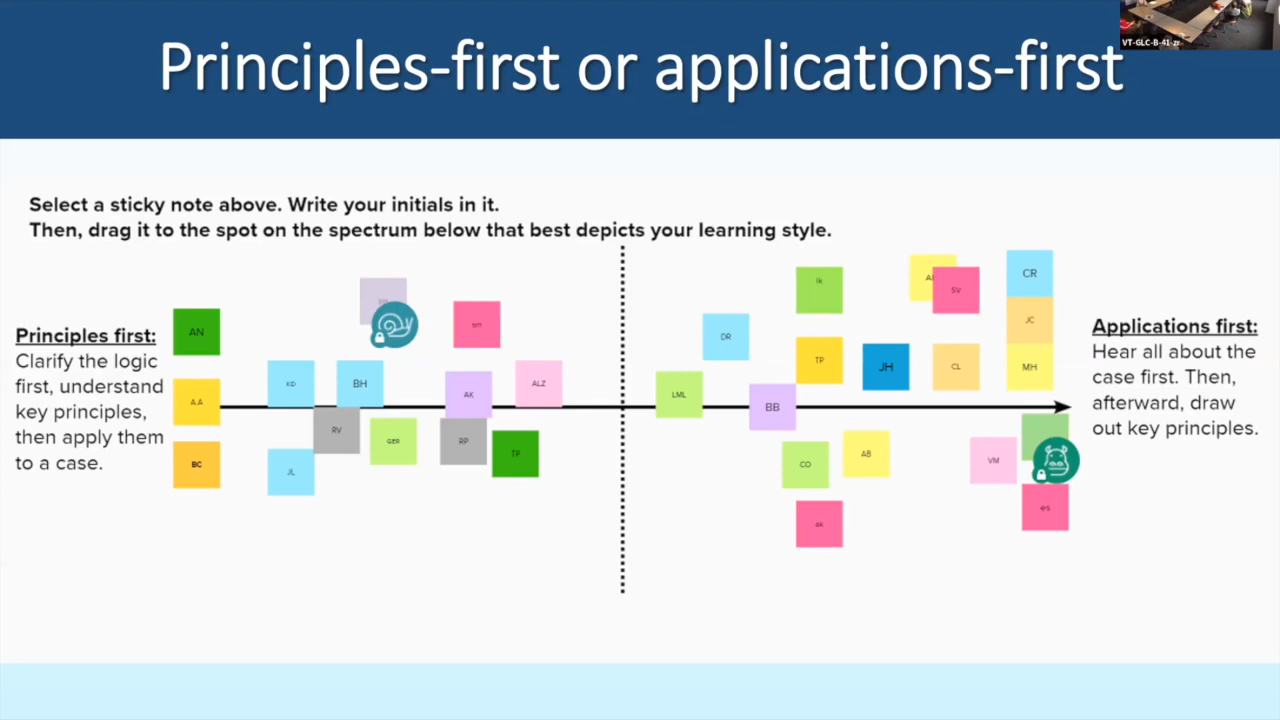 Principles-first or applications-first
VT-GLC-B-41-
Select a sticky note above. Write your initials in it.
Then, drag it to the spot on the spectrum below that best depicts your learning style.
Principles first:
Clarify the logic
first, understand
key principles,
then apply them
to a case.
AN
A.A
BC
KD
JL
BH
RV
GER
sm
AK
RP
ALZ
TP
LML
DR
BB
lk
TP
CO
ak
JH
AB
SV
CL
VM
CR
JC
MH
es
Applications first:
Hear all about the
case first. Then,
afterward, draw
out key principles.